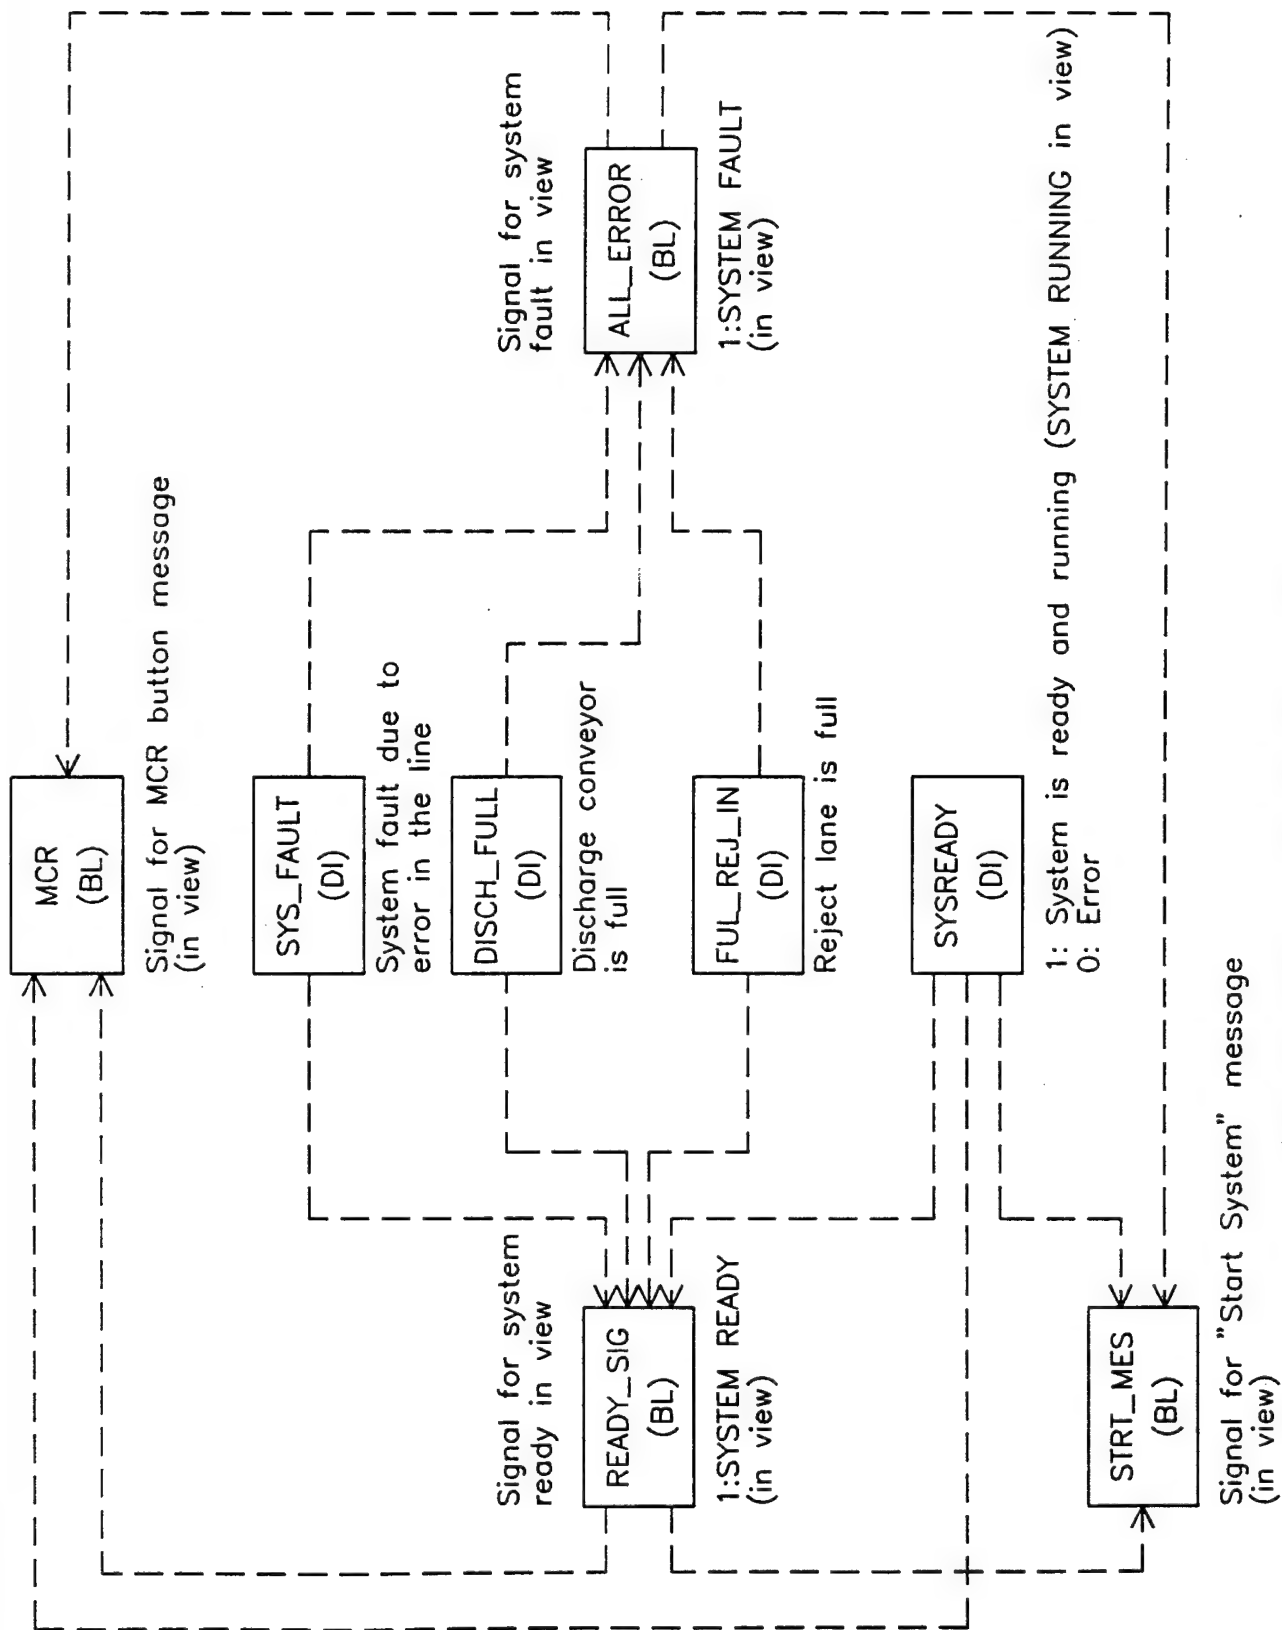 MCR
(BL)
Signal for MCR button message
(in view)
SYS_FAULT
(DI)
System fault due to
error in the line
DISCH_FULL
(DI)
Discharge conveyor
is full
FUL_REJ_IN
(DI)
Reject lane is full
SYSREADY
(DI)
1: System is ready and running (SYSTEM RUNNING in view)
0: Error
Signal for system
ready in view
READY_SIG
(BL)
1:SYSTEM READY
(in view)
Signal for system
fault in view
ALL_ERROR
(BL)
1:SYSTEM FAULT
(in view)
STRT_MES
(BL)
Signal for "Start System" message
(in view)